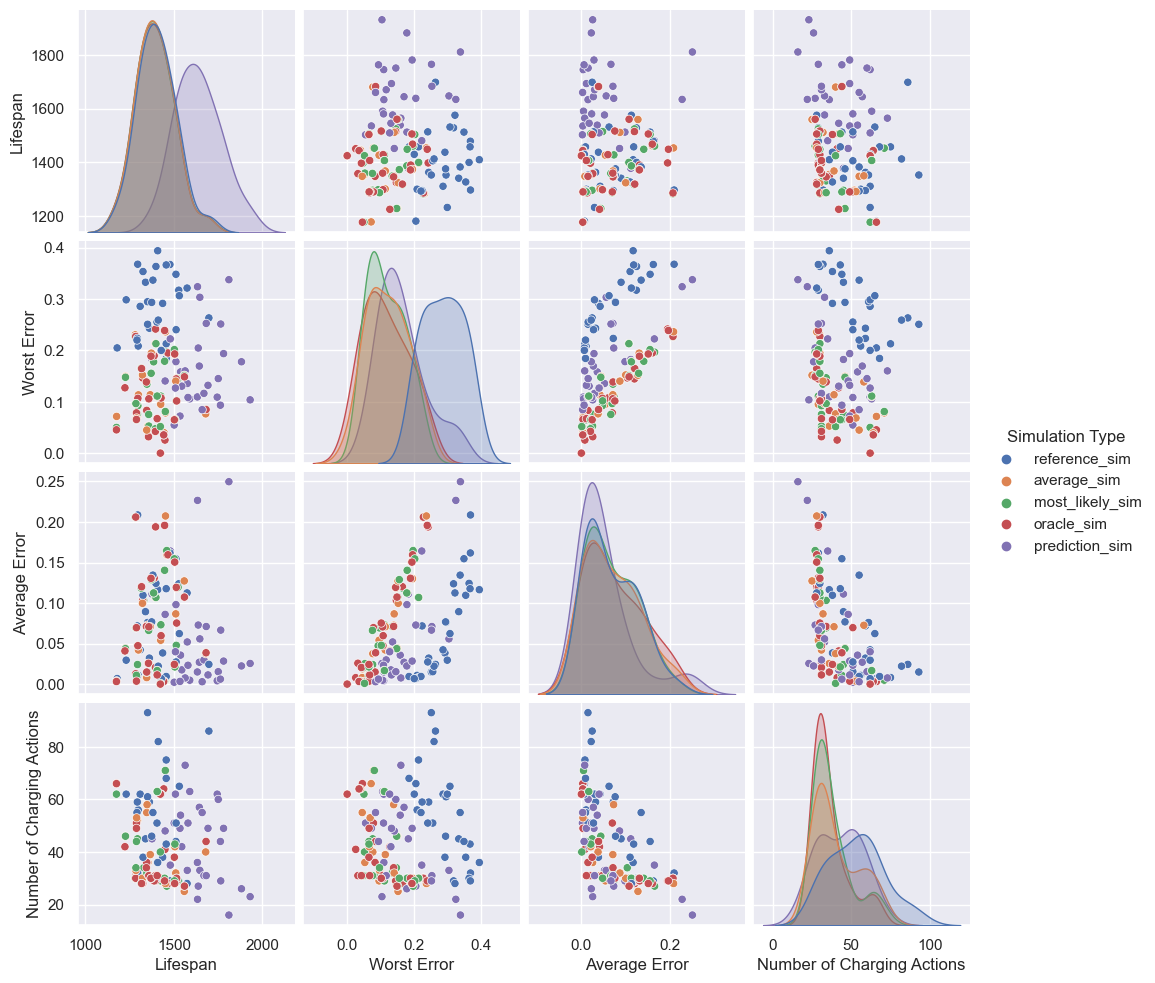 Lifespan
1800
1600
1400
1200
Worst Error
0.4
0.3
0.2
0.1
0.0
Average Error
0.25
0.20
0.15
0.10
0.05
0.00
Number of Charging Actions
80
60
40
20
1000 1500 2000
0.0 0.2 0.4
0.0 0.2
0 50 100
Lifespan
Worst Error
Average Error
Number of Charging Actions
Simulation Type
reference_sim
average_sim
most_likely_sim
oracle_sim
prediction_sim